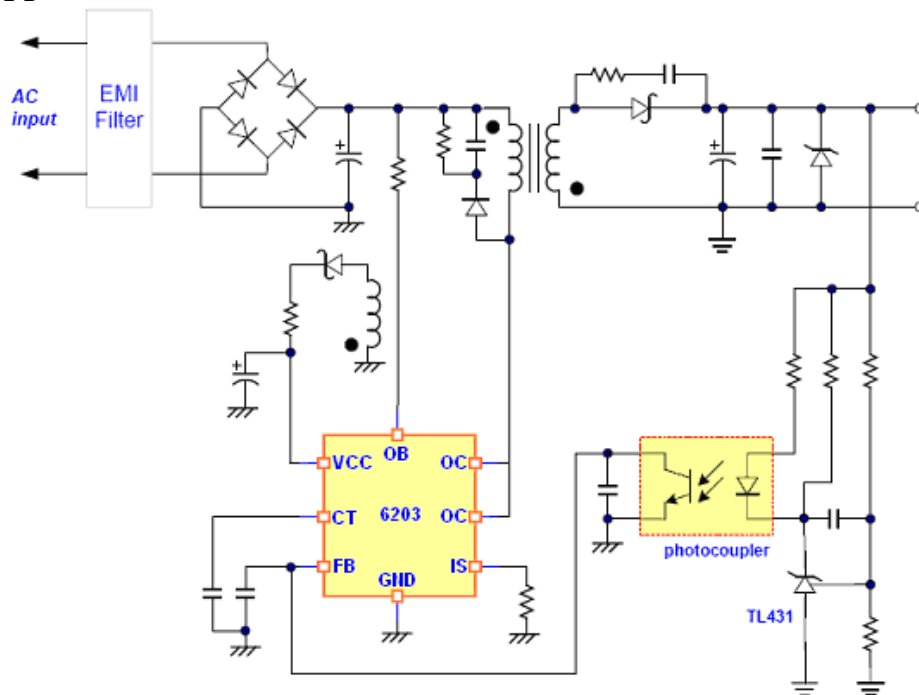 AC
input
EMI
Filter
+
+
+
VCC
OB
OC
CT
6203
OC
FB
GND
IS
photocoupler
TL431